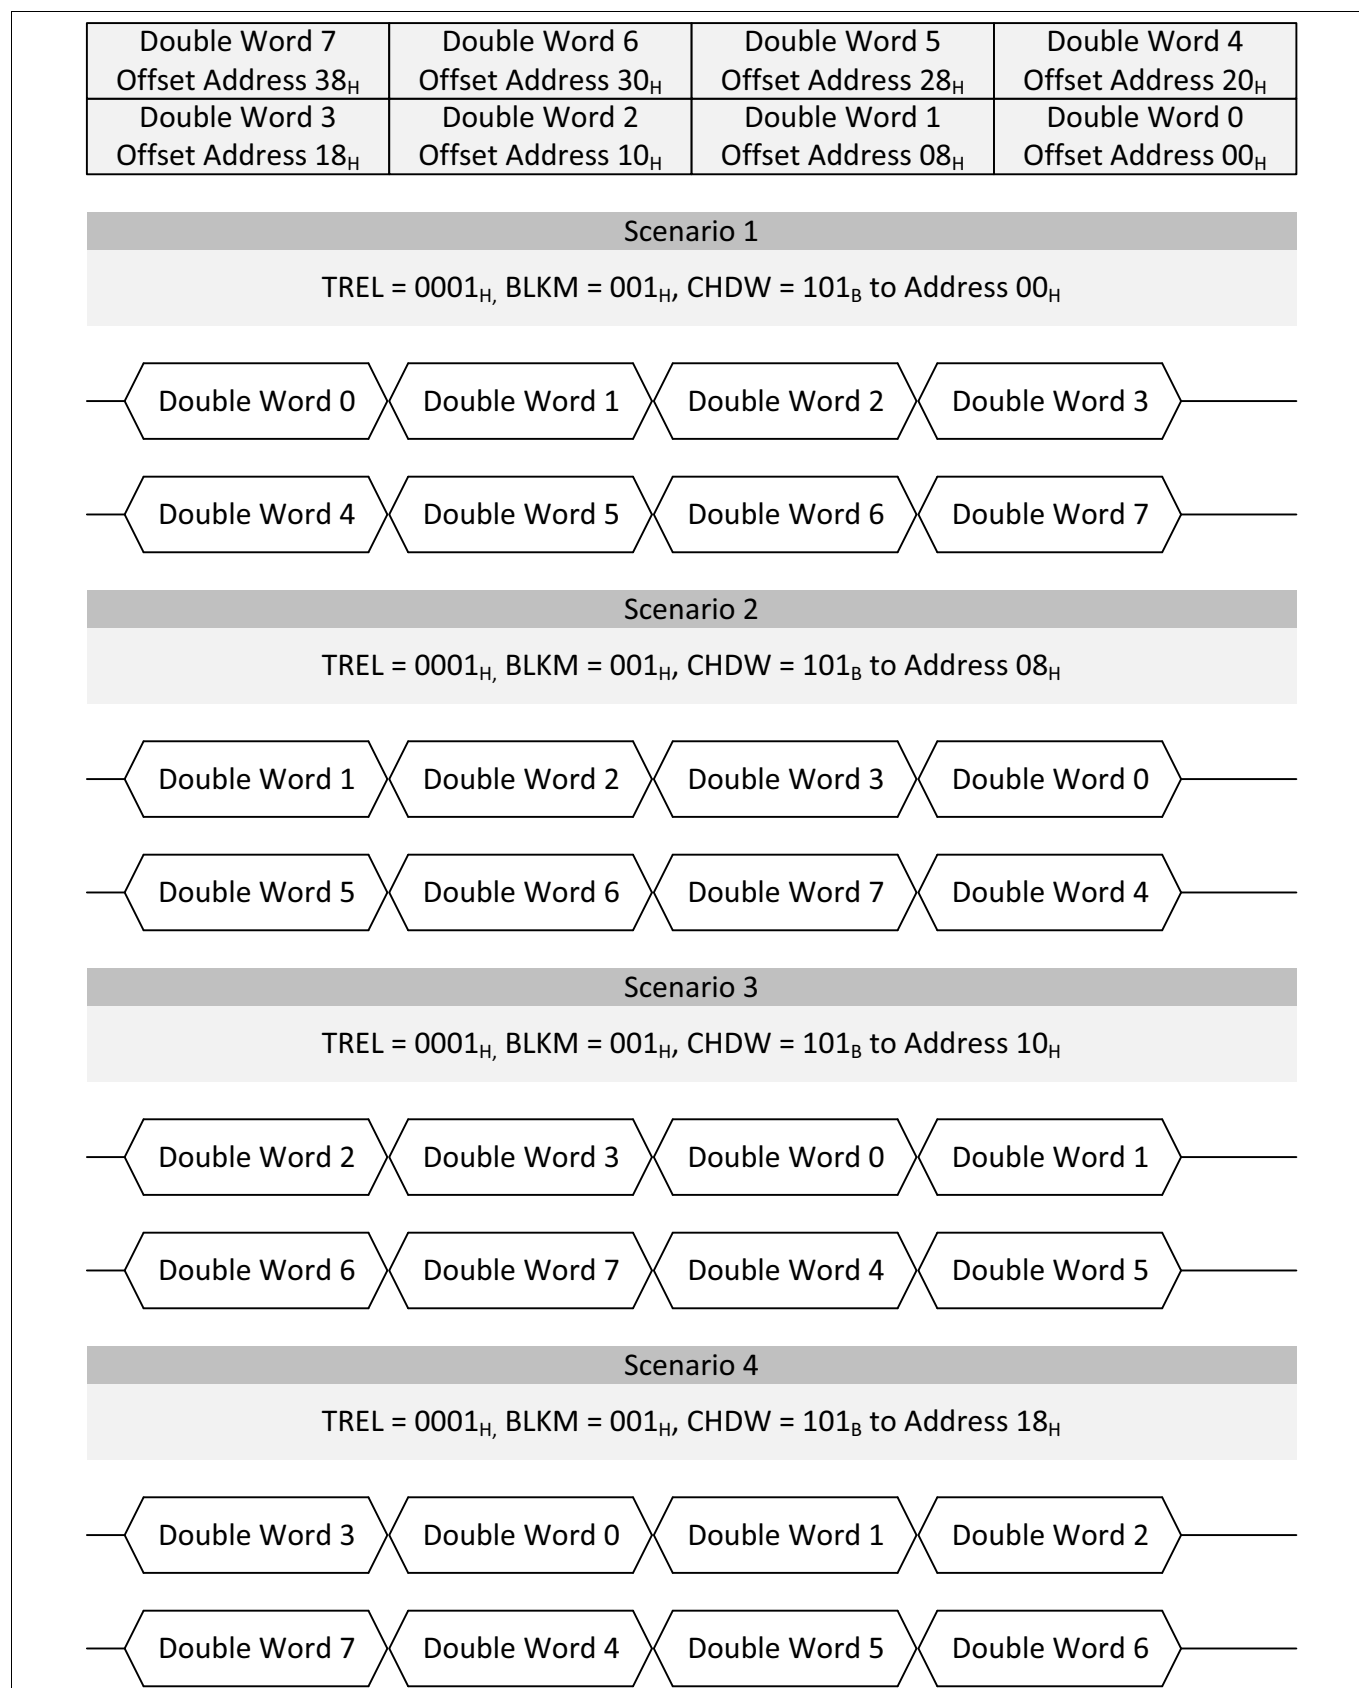 Double Word 7 Double Word 6 Double Word 5 Double Word 4
Offset Address 38H Offset Address 30H Offset Address 28H Offset Address 20H
Double Word 3 Double Word 2 Double Word 1 Double Word 0
Offset Address 18H Offset Address 10H Offset Address 08H Offset Address 00H
Scenario 1
TREL = 0001H, BLKM = 001H, CHDW = 101B to Address 00H
Double Word 0 Double Word 1 Double Word 2 Double Word 3
Double Word 4 Double Word 5 Double Word 6 Double Word 7
Scenario 2
TREL = 0001H, BLKM = 001H, CHDW = 101B to Address 08H
Double Word 1 Double Word 2 Double Word 3 Double Word 0
Double Word 5 Double Word 6 Double Word 7 Double Word 4
Scenario 3
TREL = 0001H, BLKM = 001H, CHDW = 101B to Address 10H
Double Word 2 Double Word 3 Double Word 0 Double Word 1
Double Word 6 Double Word 7 Double Word 4 Double Word 5
Scenario 4
TREL = 0001H, BLKM = 001H, CHDW = 101B to Address 18H
Double Word 3 Double Word 0 Double Word 1 Double Word 2
Double Word 7 Double Word 4 Double Word 5 Double Word 6